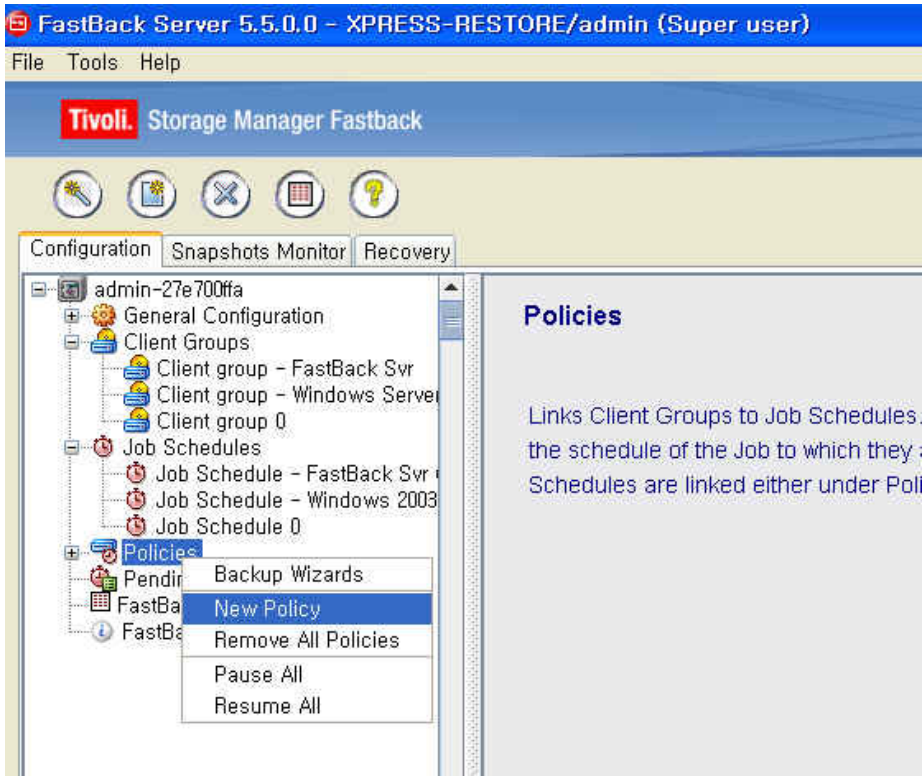 FastBack Server 5.5.0.0 - XPRESS-RESTORE/admin (Super user)
File Tools Help
Tivoli. Storage Manager Fastback
Configuration Snapshots Monitor Recovery
admin-27e700ffa
General Configuration
Client Groups
Client group - FastBack Svr
Client group - Windows Server
Client group 0
Job Schedules
Job Schedule - FastBack Svr
Job Schedule - Windows 2003
Job Schedule 0
Policies
Backup Wizards
New Policy
Remove All Policies
Pause All
Resume All
Policies
Links Client Groups to Job Schedules.
the schedule of the Job to which they
Schedules are linked either under